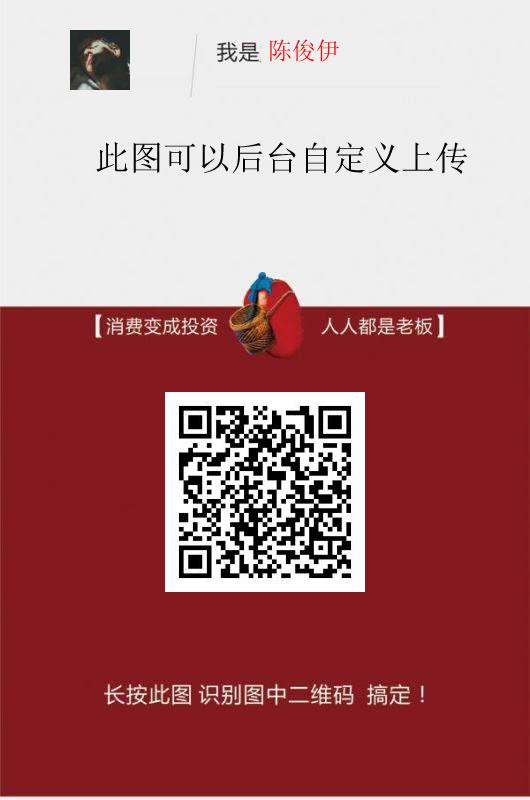 我是 陈俊伊
此图可以后台自定义上传
【消费变成投资 人人都是老板】
长按此图 识别图中二维码 搞定！